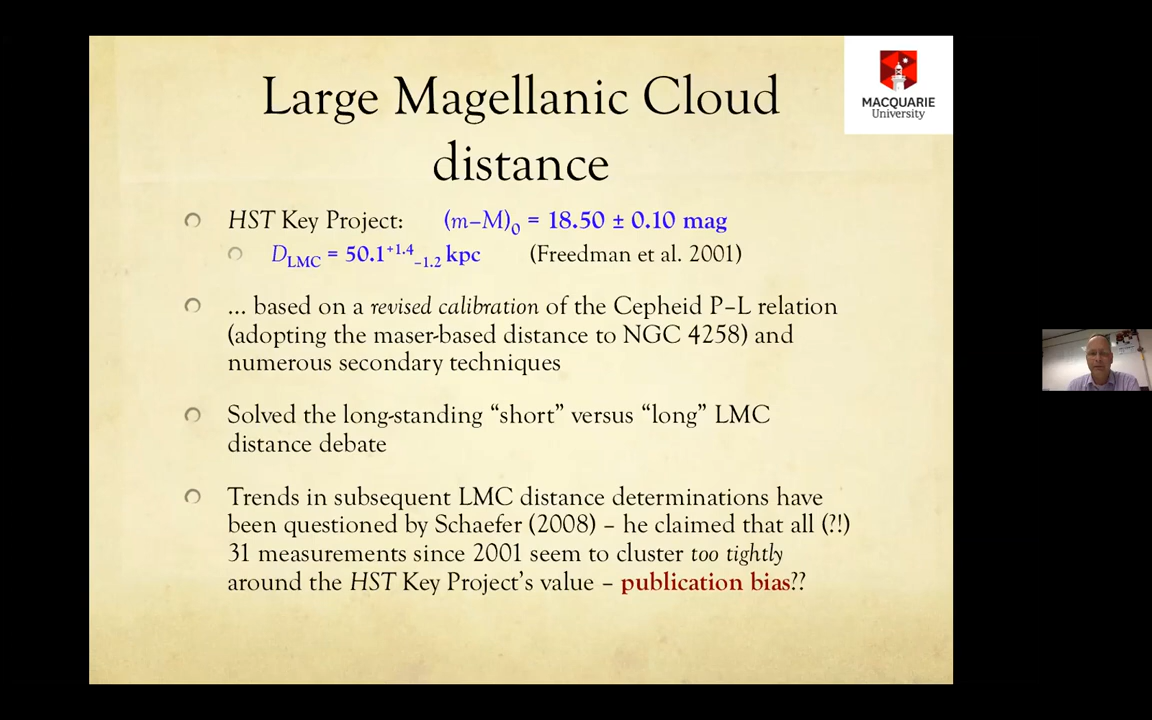 Large Magellanic Cloud
distance
MACQUARIE
University
HST Key Project: (m–M)₀ = 18.50 ± 0.10 mag
D_LMC = 50.1⁺¹·⁴₋₁.₂ kpc (Freedman et al. 2001)
... based on a revised calibration of the Cepheid P–L relation
(adopting the maser-based distance to NGC 4258) and
numerous secondary techniques
Solved the long-standing “short” versus “long” LMC
distance debate
Trends in subsequent LMC distance determinations have
been questioned by Schaefer (2008) – he claimed that all (?!)
31 measurements since 2001 seem to cluster too tightly
around the HST Key Project’s value – publication bias??